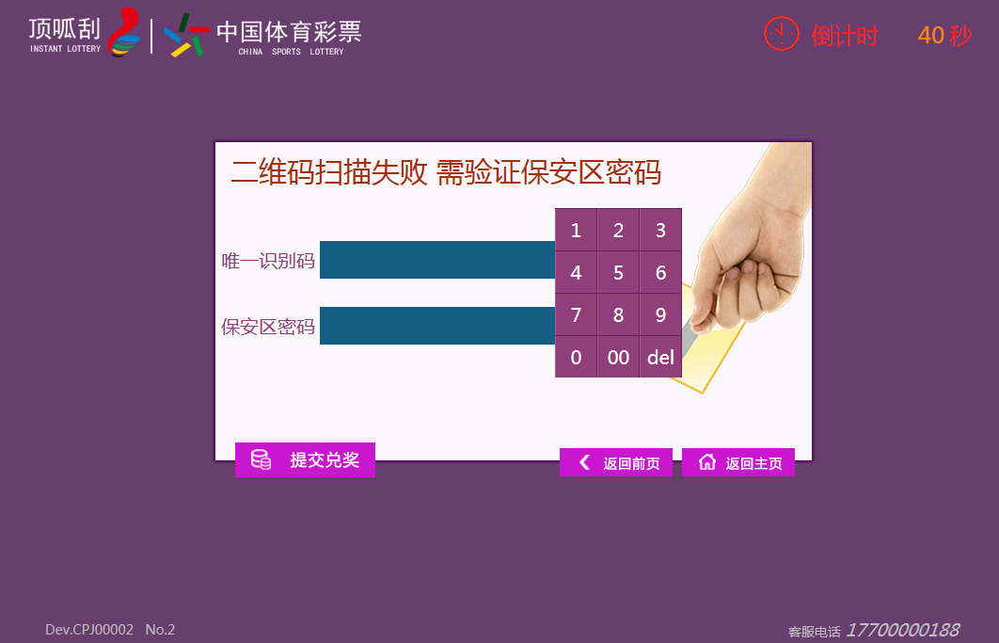 顶呱刮
INSTANT LOTTERY
中国体育彩票
CHINA SPORTS LOTTERY
倒计时 40 秒
二维码扫描失败 需验证保安区密码
唯一识别码
保安区密码
1 2 3
4 5 6
7 8 9
0 00 del
提交兑奖
返回前页
返回主页
Dev.CPJ00002 No.2
客服电话 17700000188